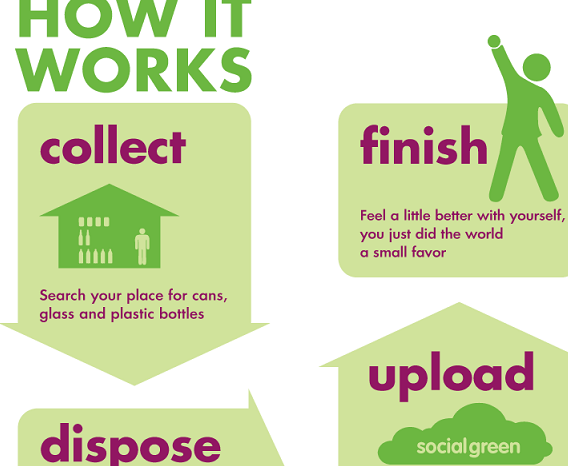 HOW IT
WORKS
collect
Search your place for cans,
glass and plastic bottles
dispose
finish
Feel a little better with yourself,
you just did the world
a small favor
upload
socialgreen